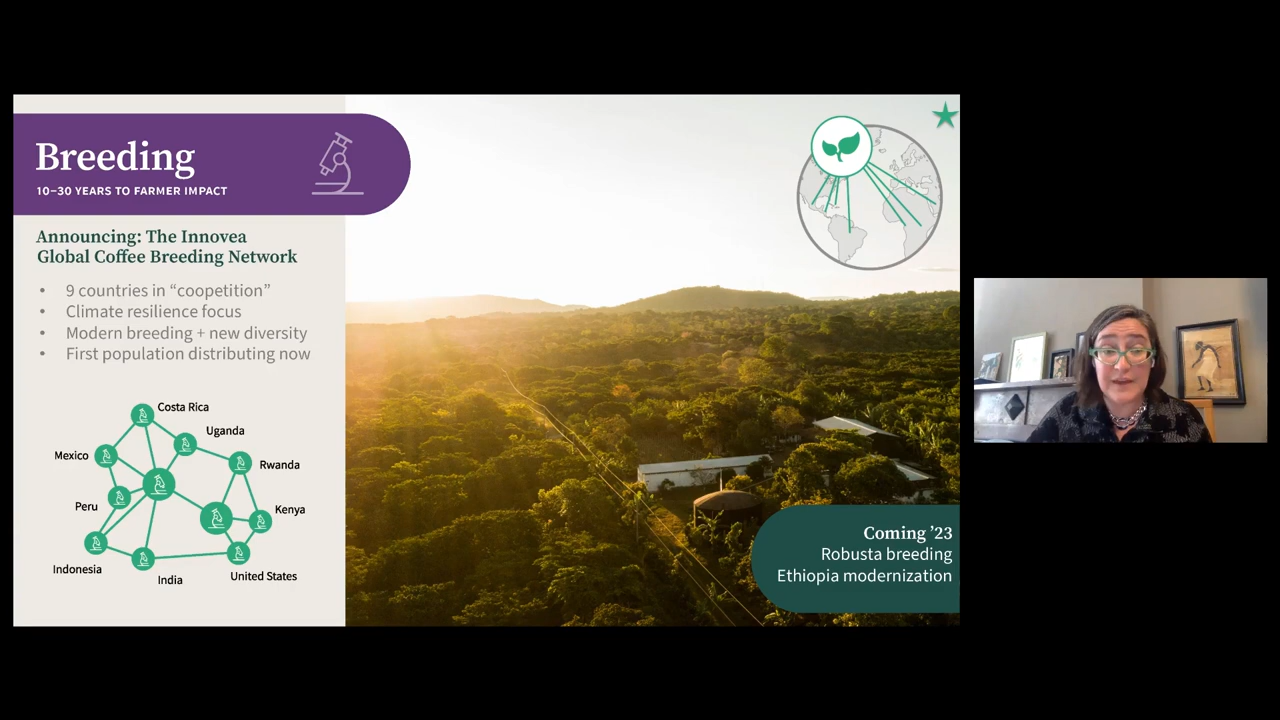 Breeding
10–30 YEARS TO FARMER IMPACT
Announcing: The Innovea
Global Coffee Breeding Network
• 9 countries in “coopetition”
• Climate resilience focus
• Modern breeding + new diversity
• First population distributing now
Costa Rica
Uganda
Mexico
Rwanda
Peru
Kenya
Indonesia
India
United States
Coming ’23
Robusta breeding
Ethiopia modernization